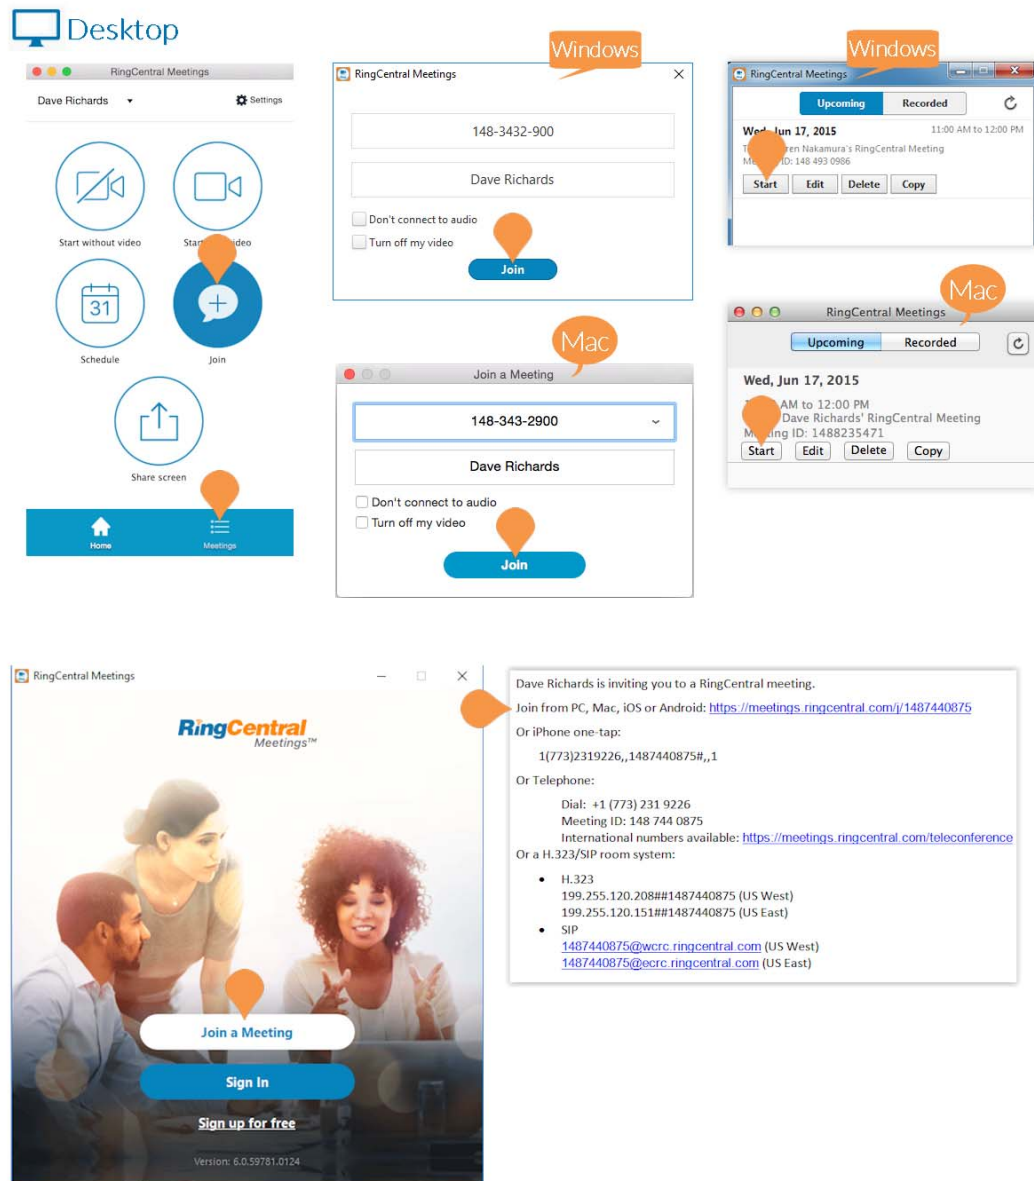 Desktop
RingCentral Meetings
Dave Richards
Settings
Start without video
Schedule
31
Join
Share screen
Home
Meetings
Windows
RingCentral Meetings
148-3432-900
Dave Richards
Don't connect to audio
Turn off my video
Join
Mac
Join a Meeting
148-343-2900
Dave Richards
Don't connect to audio
Turn off my video
Join
Windows
RingCentral Meetings
Upcoming
Recorded
Wed, Jun 17, 2015
11:00 AM to 12:00 PM
Nakamura's RingCentral Meeting
ID: 148 493 0986
Start
Edit
Delete
Copy
Mac
RingCentral Meetings
Upcoming
Recorded
Wed, Jun 17, 2015
AM to 12:00 PM
Dave Richards' RingCentral Meeting
ID: 1488235471
Start
Edit
Delete
Copy
RingCentral Meetings
RingCentral
Meetings™
Join a Meeting
Sign In
Sign up for free
Version: 6.0.59781.0124
Dave Richards is inviting you to a RingCentral meeting.
Join from PC, Mac, iOS or Android: https://meetings.ringcentral.com/j/1487440875
Or iPhone one-tap:
1(773)2319226,,1487440875#,,1
Or Telephone:
Dial: +1 (773) 231 9226
Meeting ID: 148 744 0875
International numbers available: https://meetings.ringcentral.com/teleconference
Or a H.323/SIP room system:
• H.323
199.255.120.208##1487440875 (US West)
199.255.120.151##1487440875 (US East)
• SIP
1487440875@wcrc.ringcentral.com (US West)
1487440875@ecrc.ringcentral.com (US East)